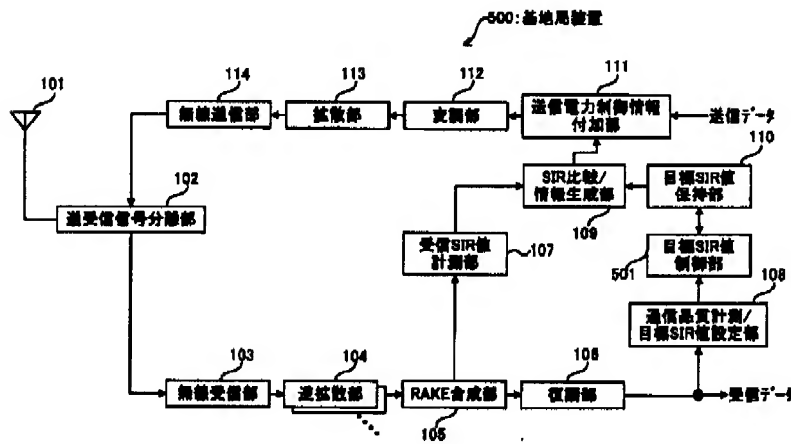 500:基地局装置
101
114
113
112
111
無線送信部
拡散部
変調部
送信電力制御情報
付加部
送信データ
102
送受信信号分離部
SIR比較/
情報生成部
109
110
目標SIR値
保持部
受信SIR値
計測部
107
501
目標SIR値
制御部
108
通信品質計測/
目標SIR値設定部
103
104
106
無線受信部
逆拡散部
RAKE合成部
復調部
受信データ
105